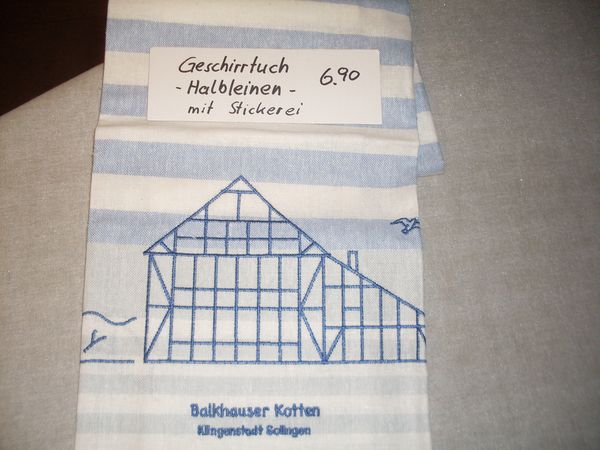 Geschirrtuch 6.90
- Halbleinen -
mit Stickerei
Balkhauser Kotten
Klingenstadt Solingen